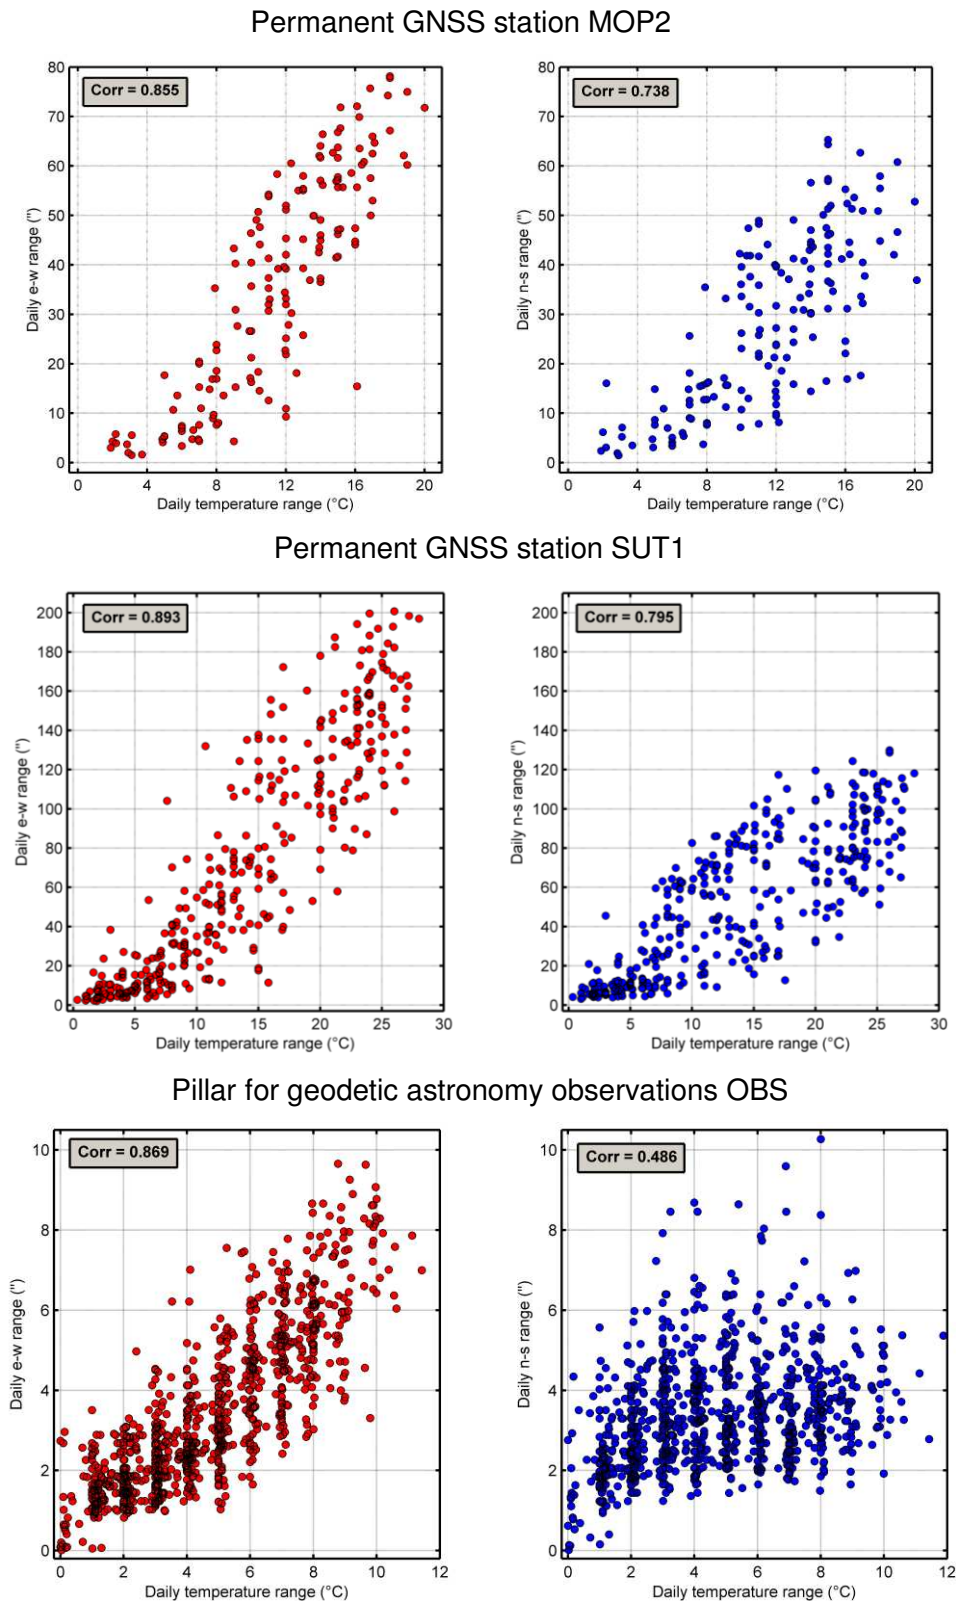 Permanent GNSS station MOP2
Corr = 0.855
80
70
60
50
40
30
20
10
0
Daily e-w range (")
0 4 8 12 16 20
Daily temperature range (°C)
Corr = 0.738
80
70
60
50
40
30
20
10
0
Daily n-s range (")
0 4 8 12 16 20
Daily temperature range (°C)
Permanent GNSS station SUT1
Corr = 0.893
200
180
160
140
120
100
80
60
40
20
0
Daily e-w range (")
0 5 10 15 20 25 30
Daily temperature range (°C)
Corr = 0.795
200
180
160
140
120
100
80
60
40
20
0
Daily n-s range (")
0 5 10 15 20 25 30
Daily temperature range (°C)
Pillar for geodetic astronomy observations OBS
Corr = 0.869
10
8
6
4
2
0
Daily e-w range (")
0 2 4 6 8 10 12
Daily temperature range (°C)
Corr = 0.486
10
8
6
4
2
0
Daily n-s range (")
0 2 4 6 8 10 12
Daily temperature range (°C)